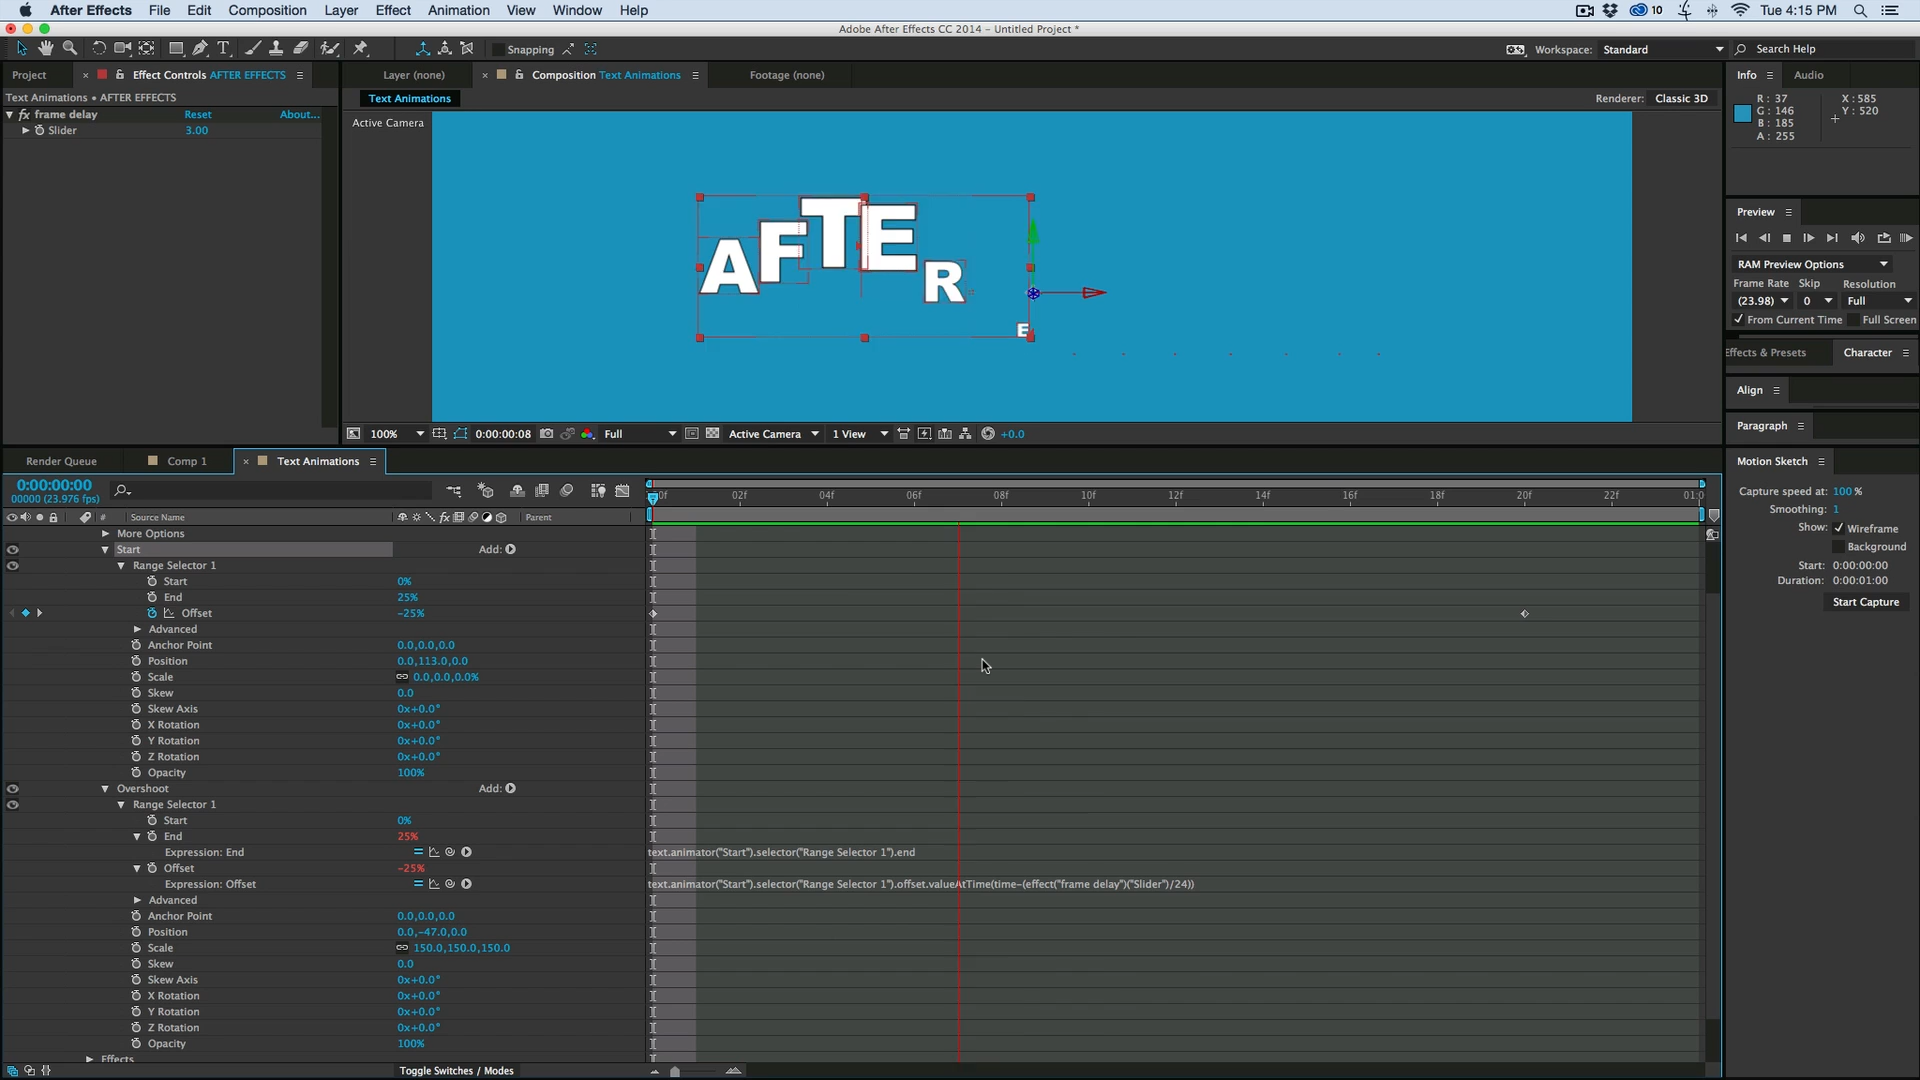 After Effects File Edit Composition Layer Effect Animation View Window Help
10 Tue 4:15 PM
Adobe After Effects CC 2014 - Untitled Project *
Snapping Workspace: Standard Search Help
Project Effect Controls AFTER EFFECTS
Layer (none) Composition Text Animations Footage (none)
Info Audio
Text Animations • AFTER EFFECTS
Text Animations
Renderer: Classic 3D
fx frame delay Reset About...
Slider 3.00
Active Camera
R : 37
G : 146
B : 185
A : 255
X : 585
Y : 520
AFTER
E
Preview
RAM Preview Options
Frame Rate Skip Resolution
(23.98) 0 Full
From Current Time Full Screen
Effects & Presets Character
Align
Paragraph
100% 0:00:00:08 Full Active Camera 1 View +0.0
Render Queue Comp 1 Text Animations
Motion Sketch
0:00:00:00
00000 (23.976 fps)
02f 04f 06f 08f 10f 12f 14f 16f 18f 20f 22f
# Source Name fx Parent
Capture speed at: 100 %
Smoothing: 1
Show: Wireframe
Background
Start: 0:00:00:00
Duration: 0:00:01:00
Start Capture
More Options
Start Add:
Range Selector 1
Start 0%
End 25%
Offset -25%
Advanced
Anchor Point 0.0,0.0,0.0
Position 0.0,113.0,0.0
Scale 0.0,0.0,0.0%
Skew 0.0
Skew Axis 0x+0.0°
X Rotation 0x+0.0°
Y Rotation 0x+0.0°
Z Rotation 0x+0.0°
Opacity 100%
Overshoot Add:
Range Selector 1
Start 0%
End 25%
Expression: End text.animator("Start").selector("Range Selector 1").end
Offset -25%
Expression: Offset text.animator("Start").selector("Range Selector 1").offset.valueAtTime(time-(effect("frame delay")("Slider")/24))
Advanced
Anchor Point 0.0,0.0,0.0
Position 0.0,-47.0,0.0
Scale 150.0,150.0,150.0
Skew 0.0
Skew Axis 0x+0.0°
X Rotation 0x+0.0°
Y Rotation 0x+0.0°
Z Rotation 0x+0.0°
Opacity 100%
Effects
Toggle Switches / Modes